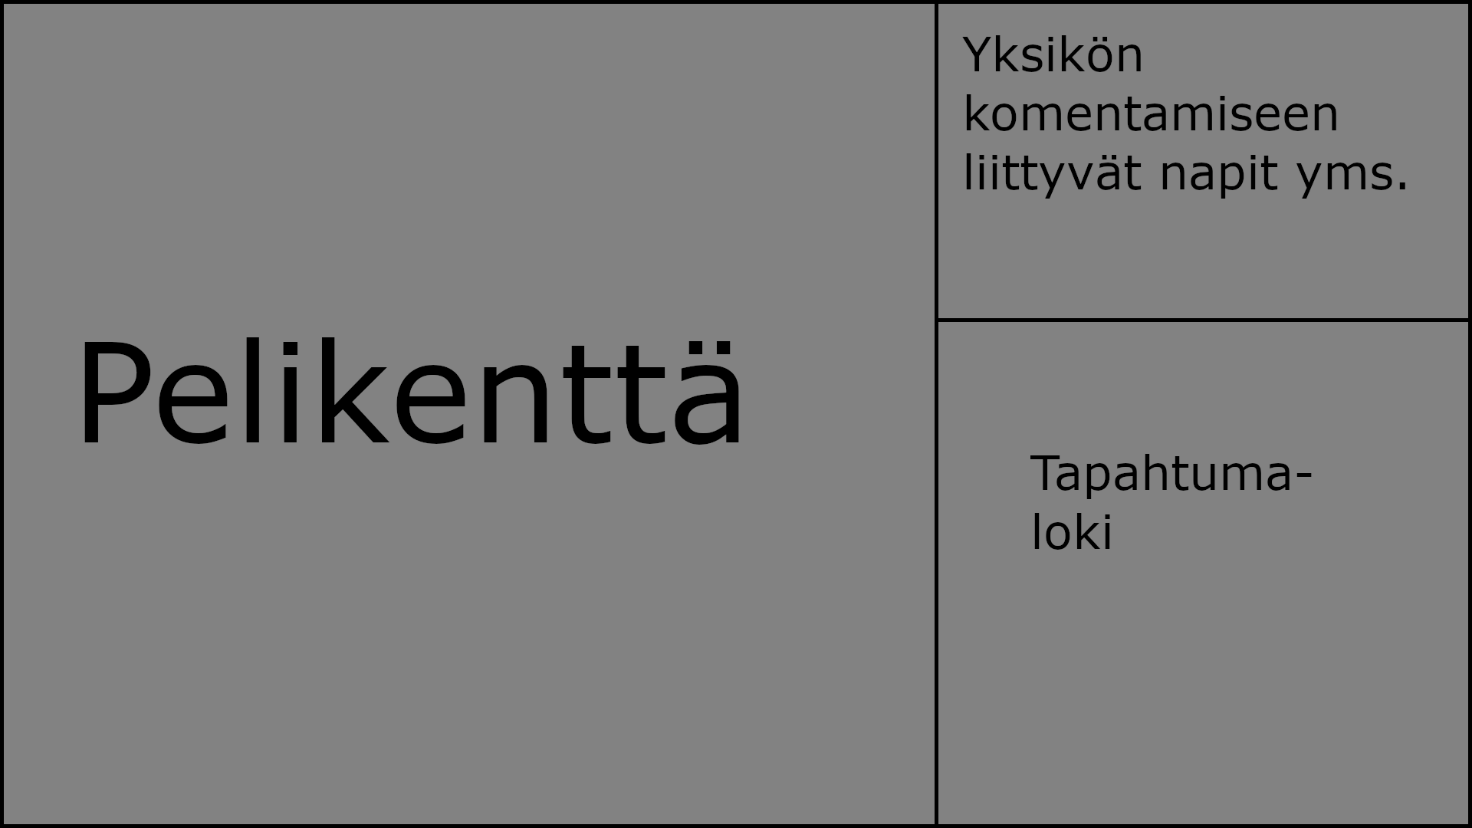 Pelikenttä
Yksikön
komentamiseen
liittyvät napit yms.
Tapahtuma-
loki